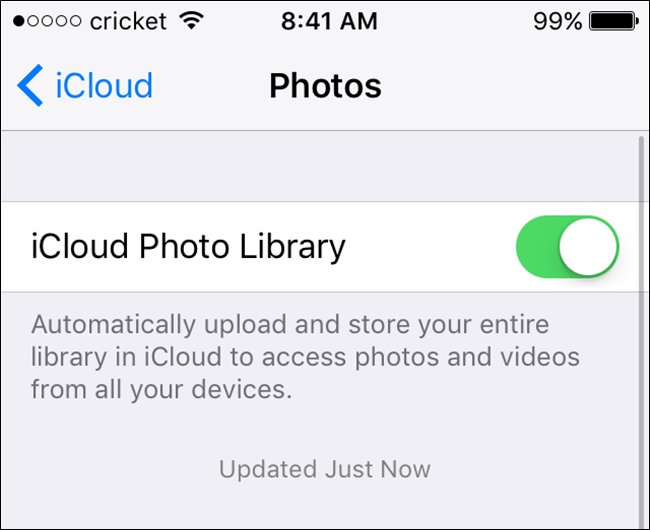 cricket 8:41 AM 99%
iCloud Photos
iCloud Photo Library
Automatically upload and store your entire
library in iCloud to access photos and videos
from all your devices.
Updated Just Now